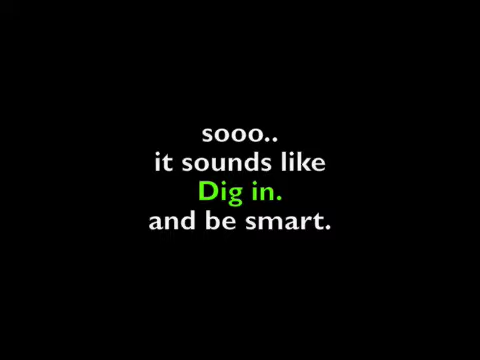 sooo..
it sounds like
Dig in.
and be smart.